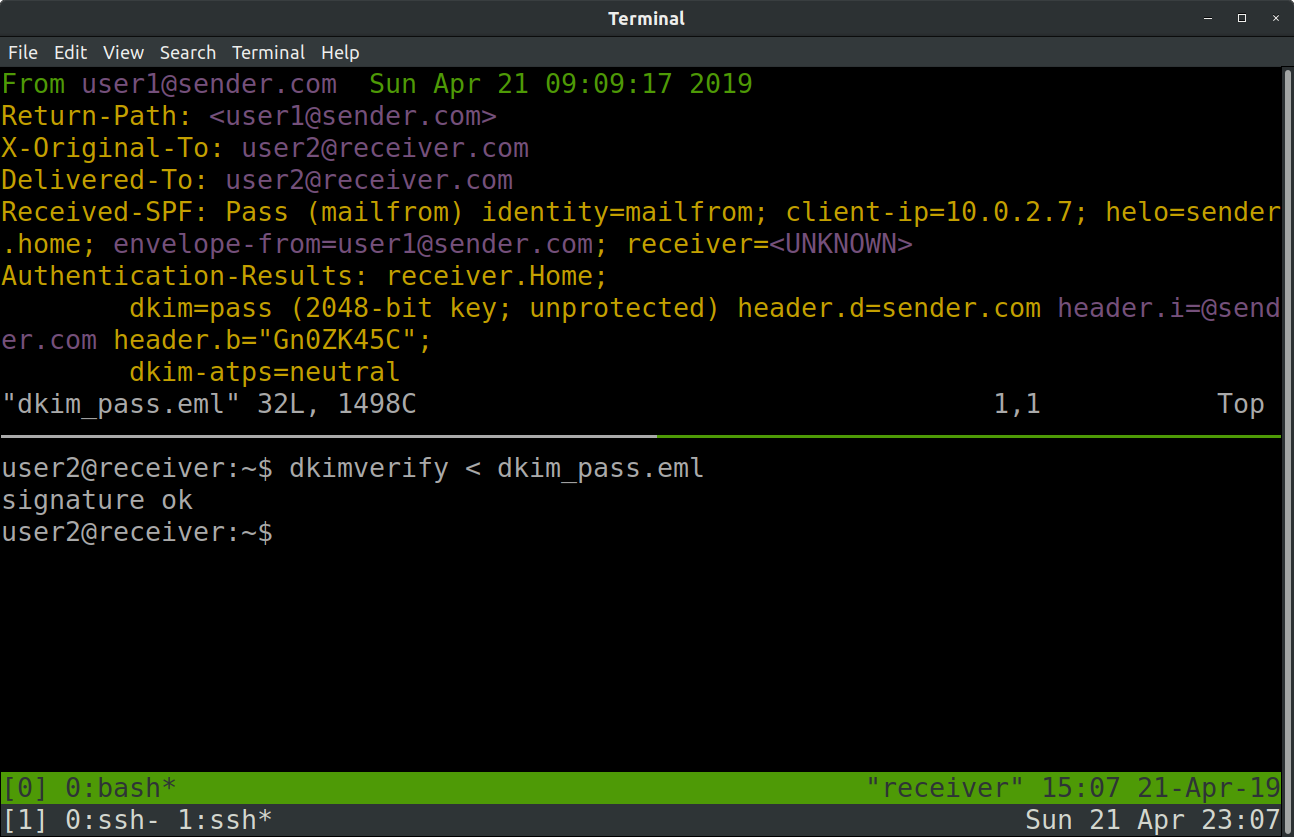 Terminal
File Edit View Search Terminal Help
From user1@sender.com  Sun Apr 21 09:09:17 2019
Return-Path: <user1@sender.com>
X-Original-To: user2@receiver.com
Delivered-To: user2@receiver.com
Received-SPF: Pass (mailfrom) identity=mailfrom; client-ip=10.0.2.7; helo=sender
.home; envelope-from=user1@sender.com; receiver=<UNKNOWN>
Authentication-Results: receiver.Home;
        dkim=pass (2048-bit key; unprotected) header.d=sender.com header.i=@send
er.com header.b="Gn0ZK45C";
        dkim-atps=neutral
"dkim_pass.eml" 32L, 1498C                                    1,1           Top
user2@receiver:~$ dkimverify < dkim_pass.eml
signature ok
user2@receiver:~$
[0] 0:bash*                                           "receiver" 15:07 21-Apr-19
[1] 0:ssh- 1:ssh*                                               Sun 21 Apr 23:07